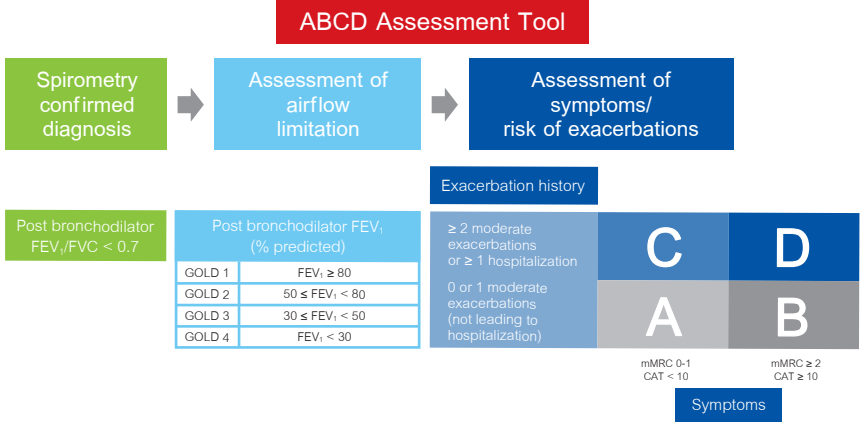 ABCD Assessment Tool
Spirometry
confirmed
diagnosis
Assessment of
airflow
limitation
Assessment of
symptoms/
risk of exacerbations
Post bronchodilator
FEV₁/FVC < 0.7
Post bronchodilator FEV₁
(% predicted)
GOLD 1 FEV₁ ≥ 80
GOLD 2 50 ≤ FEV₁ < 80
GOLD 3 30 ≤ FEV₁ < 50
GOLD 4 FEV₁ < 30
Exacerbation history
≥ 2 moderate
exacerbations
or ≥ 1 hospitalization
0 or 1 moderate
exacerbations
(not leading to
hospitalization)
C D
A B
mMRC 0-1
CAT < 10
mMRC ≥ 2
CAT ≥ 10
Symptoms